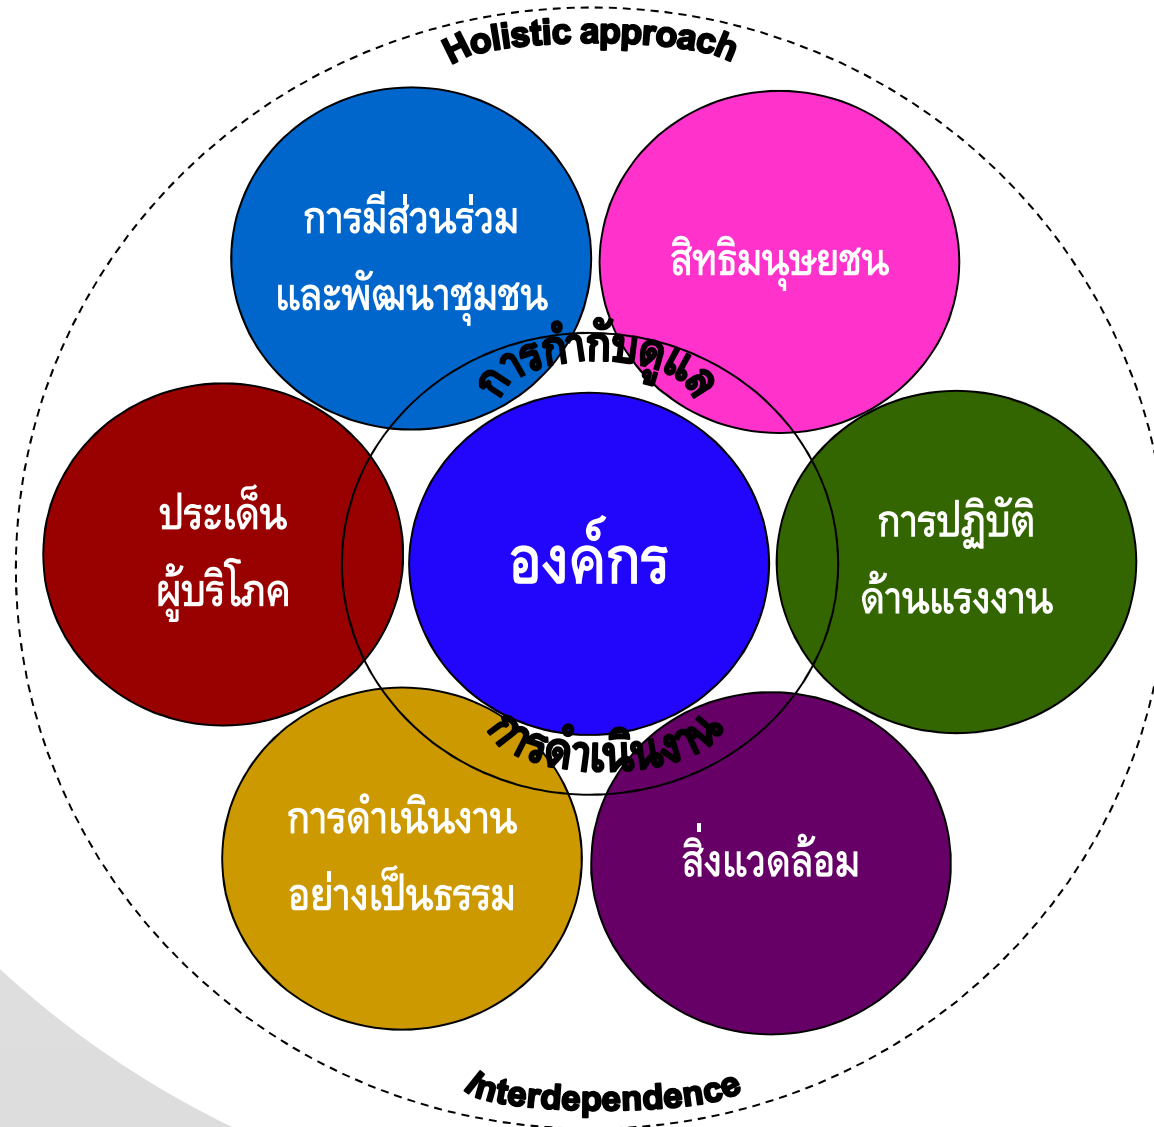 Holistic approach
การมีส่วนร่วม
และพัฒนาชุมชน
สิทธิมนุษยชน
การกำกับดูแล
ประเด็น
ผู้บริโภค
องค์กร
การปฏิบัติ
ด้านแรงงาน
การดำเนินงาน
การดำเนินงาน
อย่างเป็นธรรม
สิ่งแวดล้อม
Interdependence